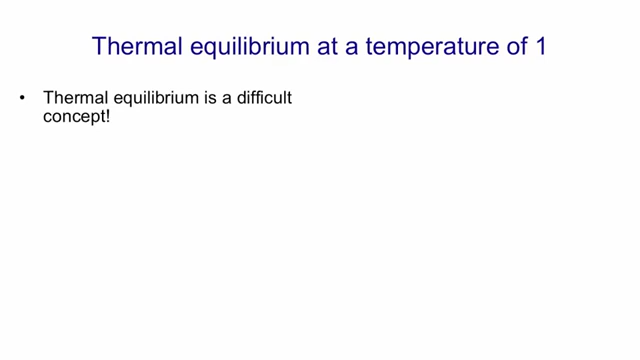 Thermal equilibrium at a temperature of 1
• Thermal equilibrium is a difficult
concept!